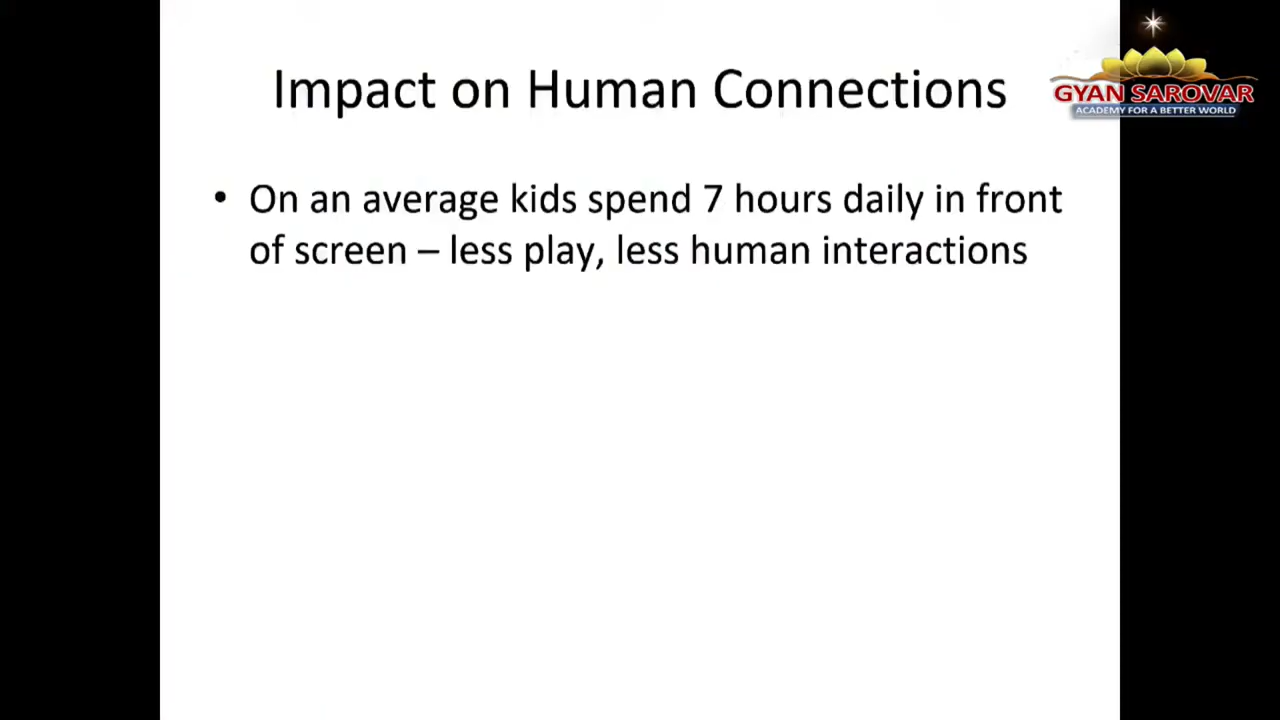 Impact on Human Connections
GYAN SAROVAR
ACADEMY FOR A BETTER WORLD
• On an average kids spend 7 hours daily in front
of screen – less play, less human interactions